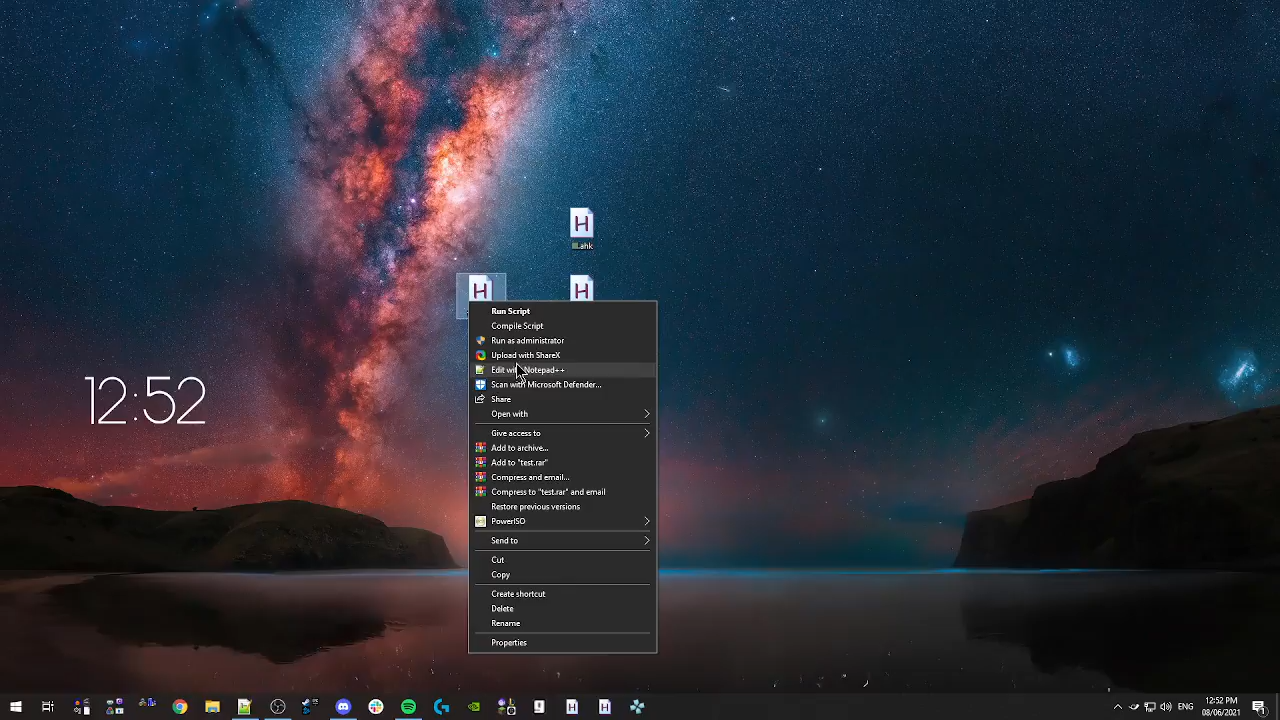 .ahk
12:52
Run Script
Compile Script
Run as administrator
Upload with ShareX
Edit with Notepad++
Scan with Microsoft Defender...
Share
Open with
Give access to
Add to archive...
Add to "test.rar"
Compress and email...
Compress to "test.rar" and email
Restore previous versions
PowerISO
Send to
Cut
Copy
Create shortcut
Delete
Rename
Properties
ENG
12:52 PM
08/06/2021